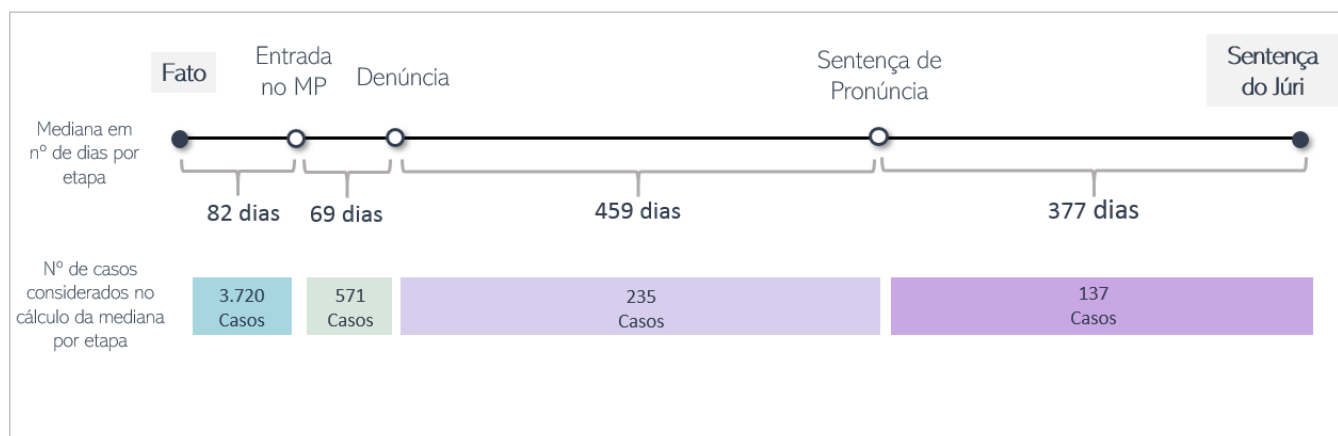 Fato
Entrada
no MP
Denúncia
Sentença de
Pronúncia
Sentença
do Júri
Mediana em
nº de dias por
etapa
82 dias
69 dias
459 dias
377 dias
Nº de casos
considerados no
cálculo da mediana
por etapa
3.720
Casos
571
Casos
235
Casos
137
Casos